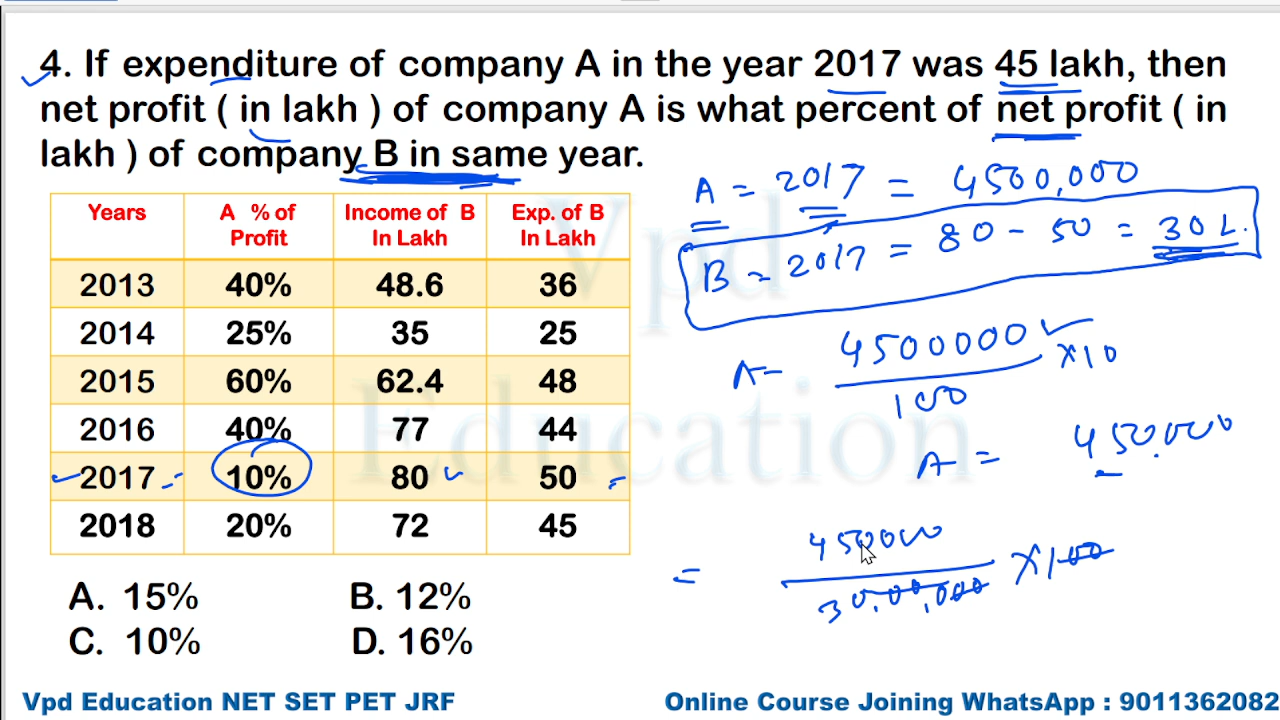 4. If expenditure of company A in the year 2017 was 45 lakh, then
net profit ( in lakh ) of company A is what percent of net profit ( in
lakh ) of company B in same year.
A = 2017 = 4500,000
B = 2017 = 80 - 50 = 30 L.
Years A % of Profit Income of B In Lakh Exp. of B In Lakh
2013 40% 48.6 36
2014 25% 35 25
2015 60% 62.4 48
2016 40% 77 44
2017 10% 80 50
2018 20% 72 45
A = 4500000 / 100 ×10
A = 450,000
= 450000 / 30,00,000 ×100
A. 15% B. 12%
C. 10% D. 16%
Vpd Education
Vpd Education NET SET PET JRF Online Course Joining WhatsApp : 9011362082